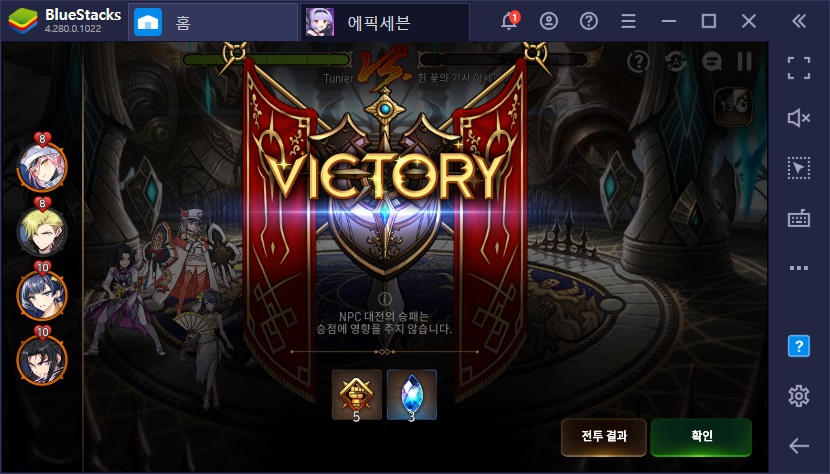 BlueStacks
4.280.0.1022
홈
에픽세븐
1
Tunier
VS.
흰 꽃의 기사 아세라
8
8
10
10
VICTORY
NPC 대전의 승패는
승점에 영향을 주지 않습니다.
5
3
전투 결과
확인